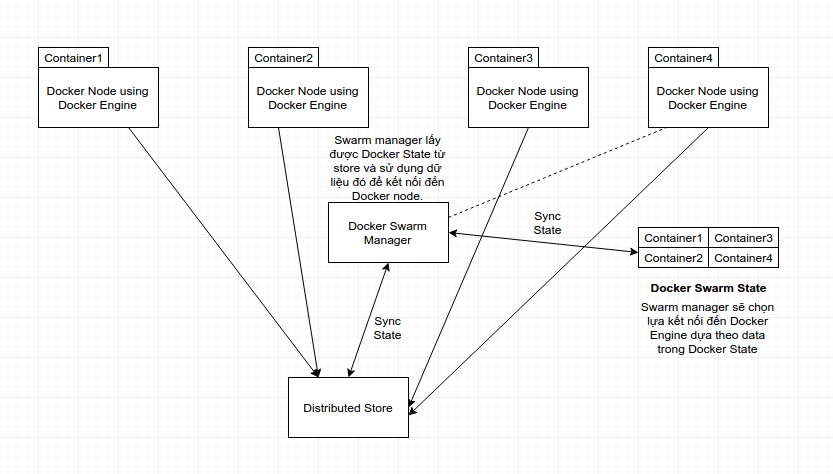 Container1
Container2
Container3
Container4
Docker Node using
Docker Engine
Docker Node using
Docker Engine
Docker Node using
Docker Engine
Docker Node using
Docker Engine
Swarm manager lấy
được Docker State từ
store và sử dụng dữ
liệu đó để kết nối đến
Docker node.
Docker Swarm
Manager
Sync
State
Container1
Container3
Container2
Container4
Docker Swarm State
Swarm manager sẽ chọn
lựa kết nối đến Docker
Engine dựa theo data
trong Docker State
Sync
State
Distributed Store